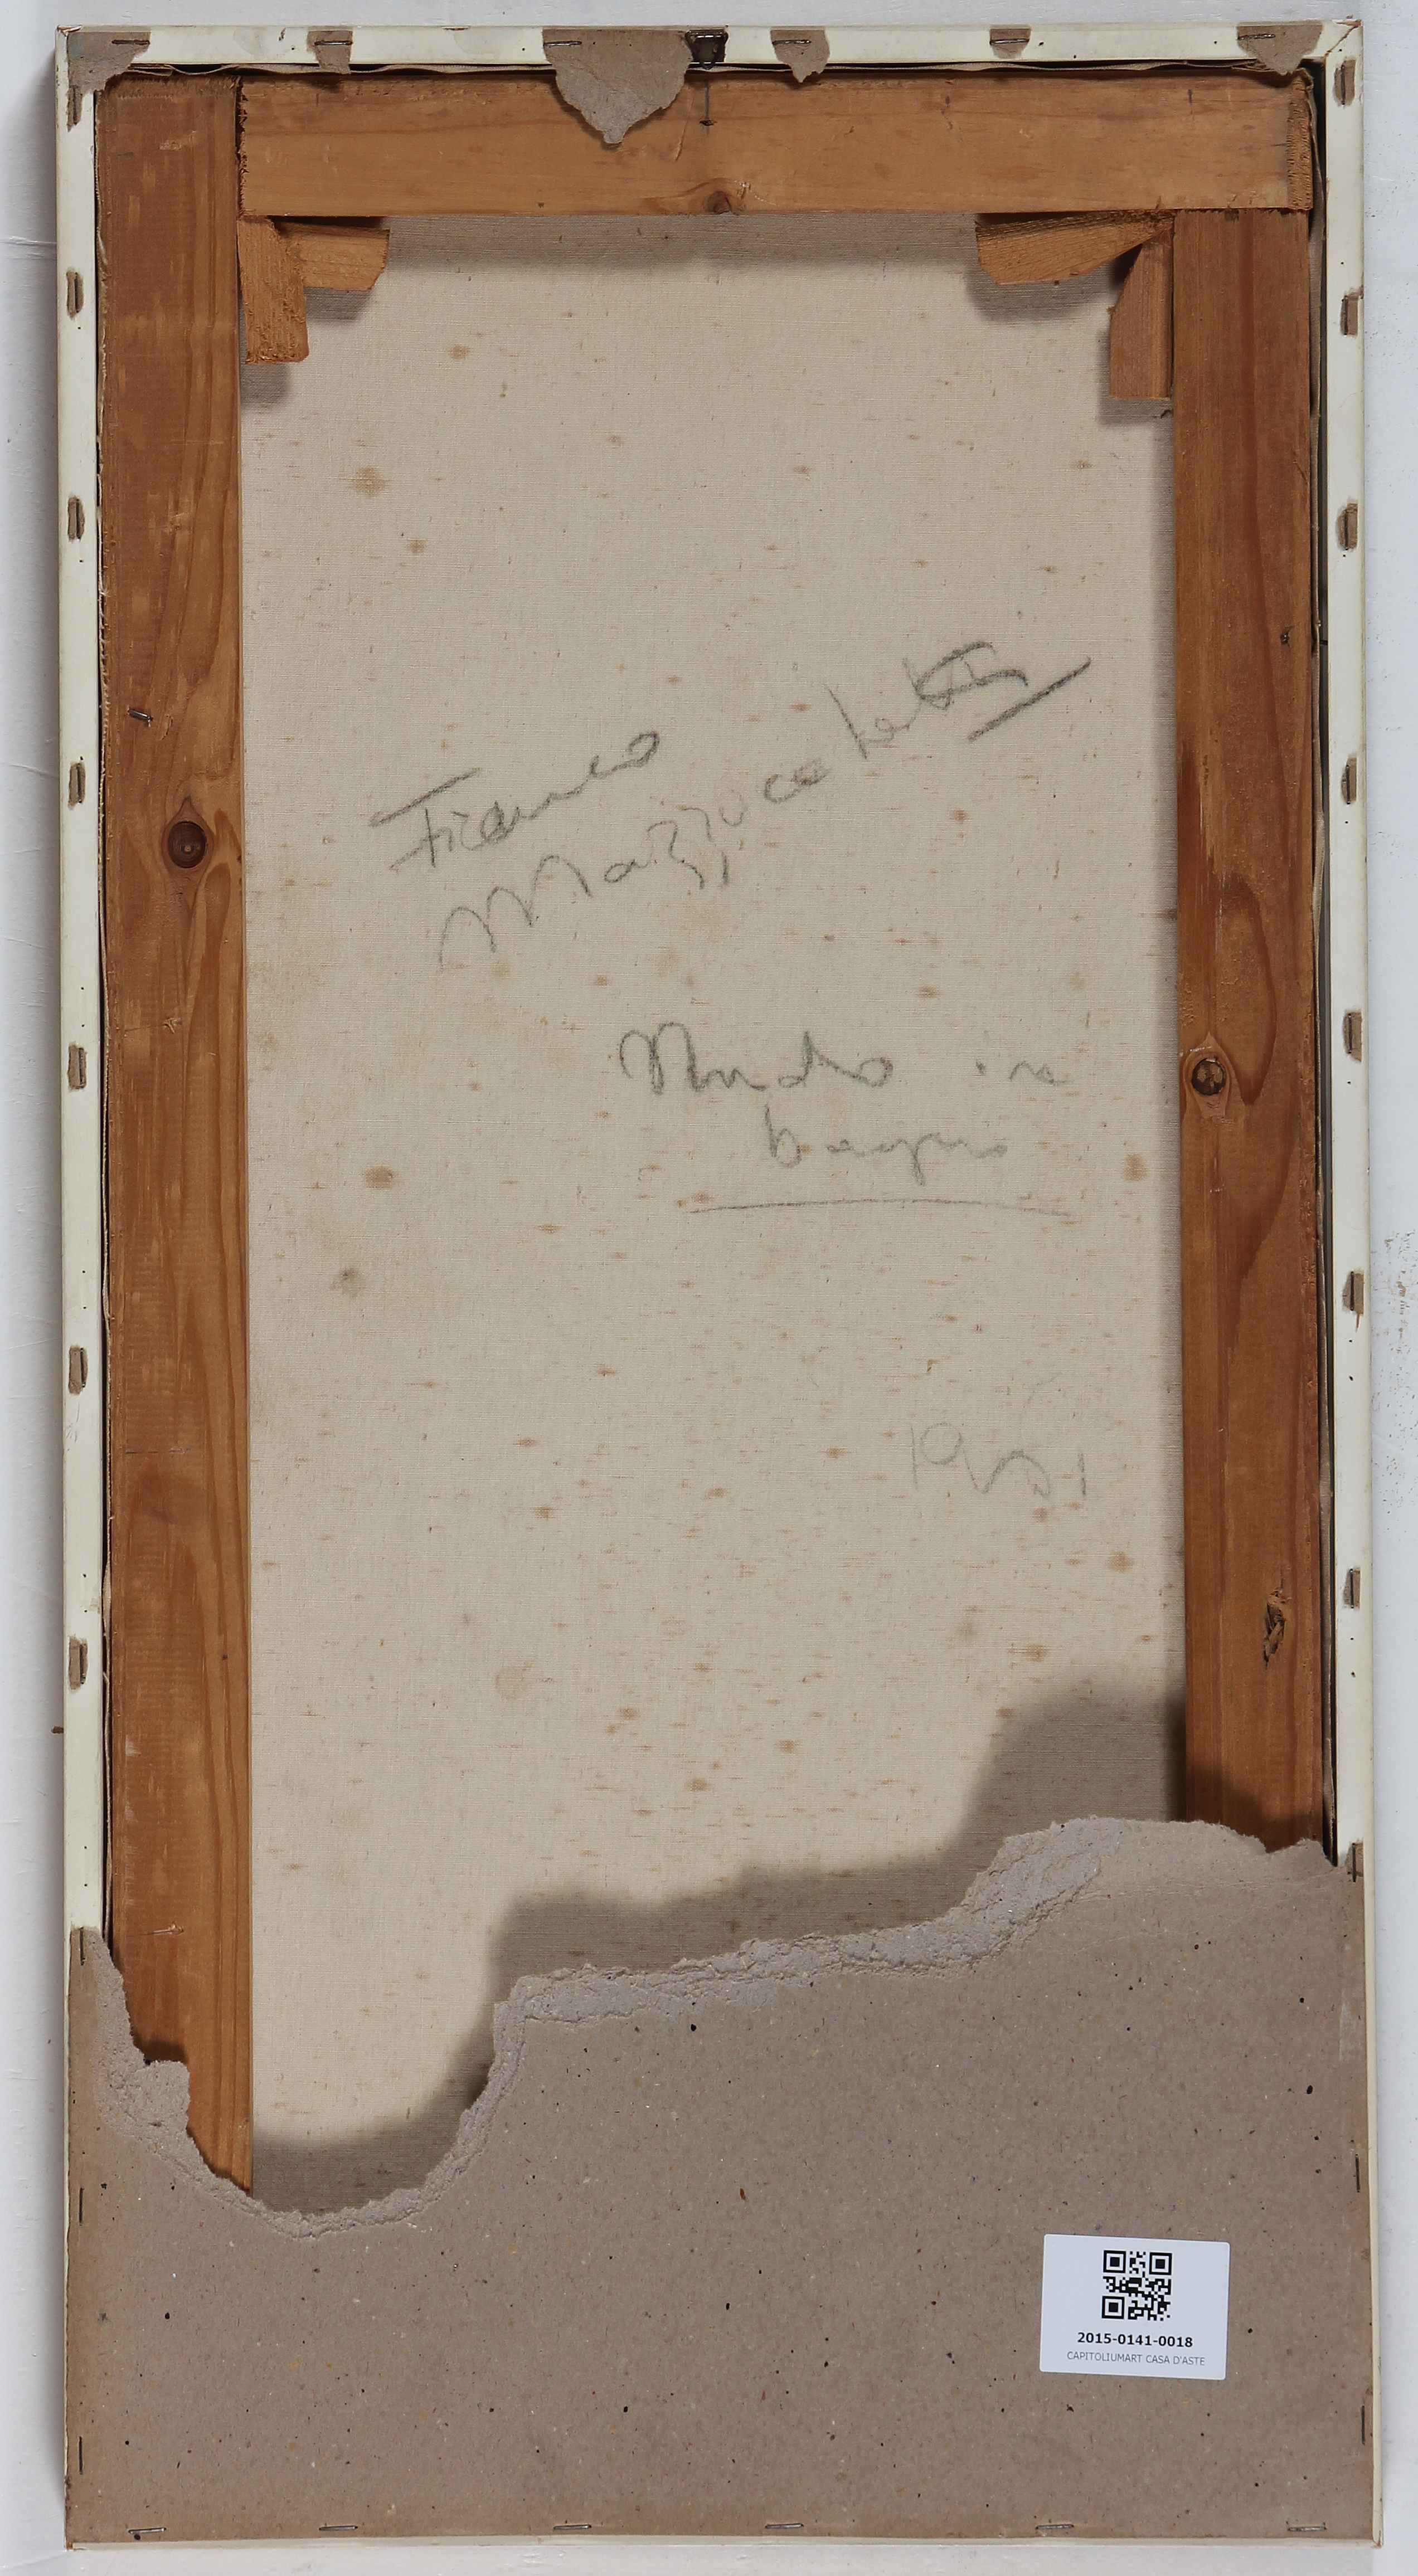 Franco
Mazzucchelli
Nudo in
bagno
1951
2015-0141-0018
CAPITOLIUMART CASA D'ASTE